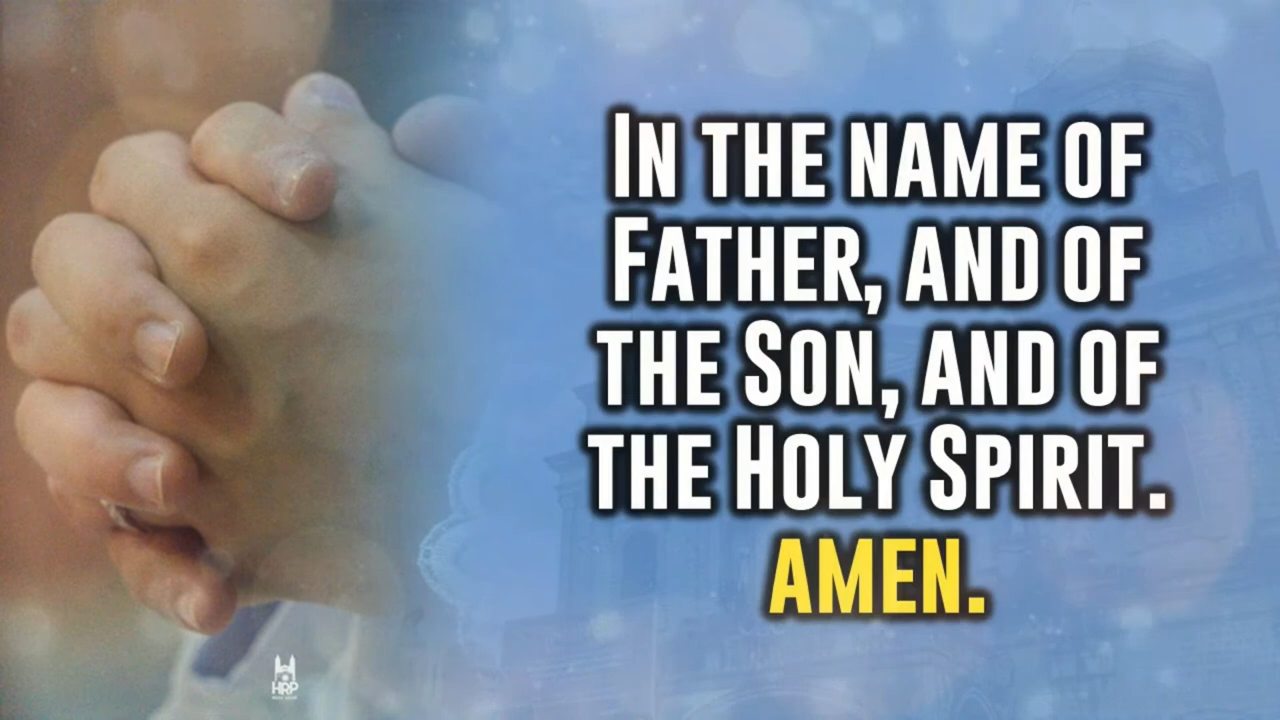 In the name of
Father, and of
the Son, and of
the Holy Spirit.
AMEN.
HRP